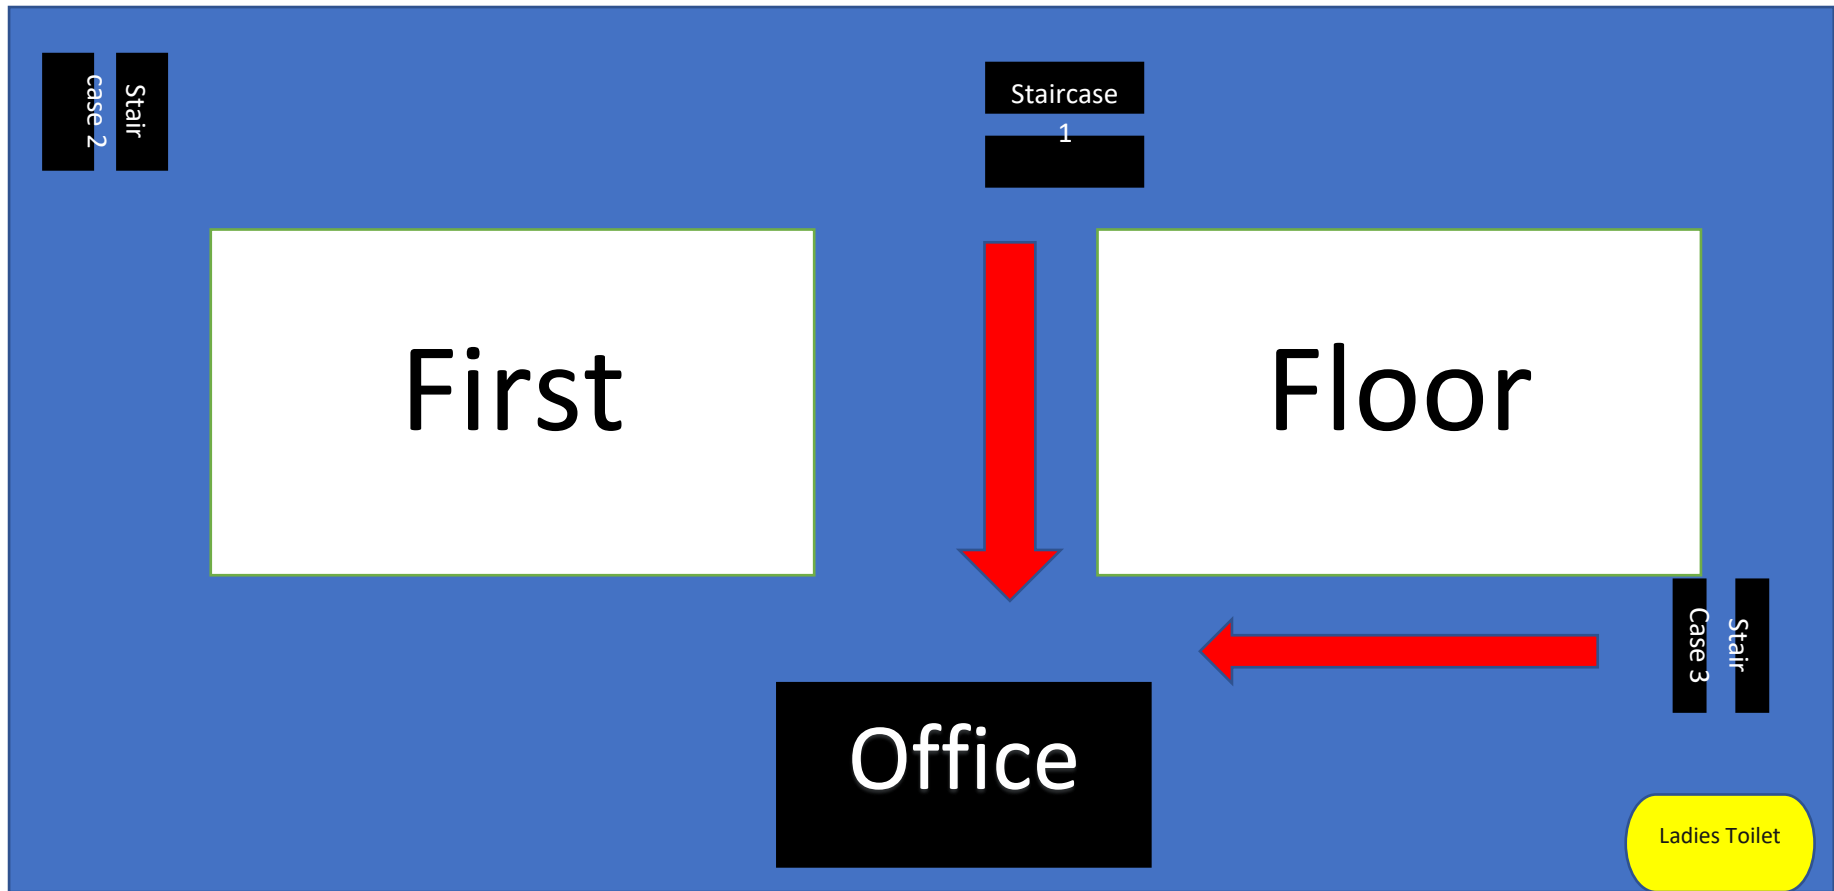 Stair
case 2
Staircase
1
First
Floor
Stair
Case 3
Office
Ladies Toilet